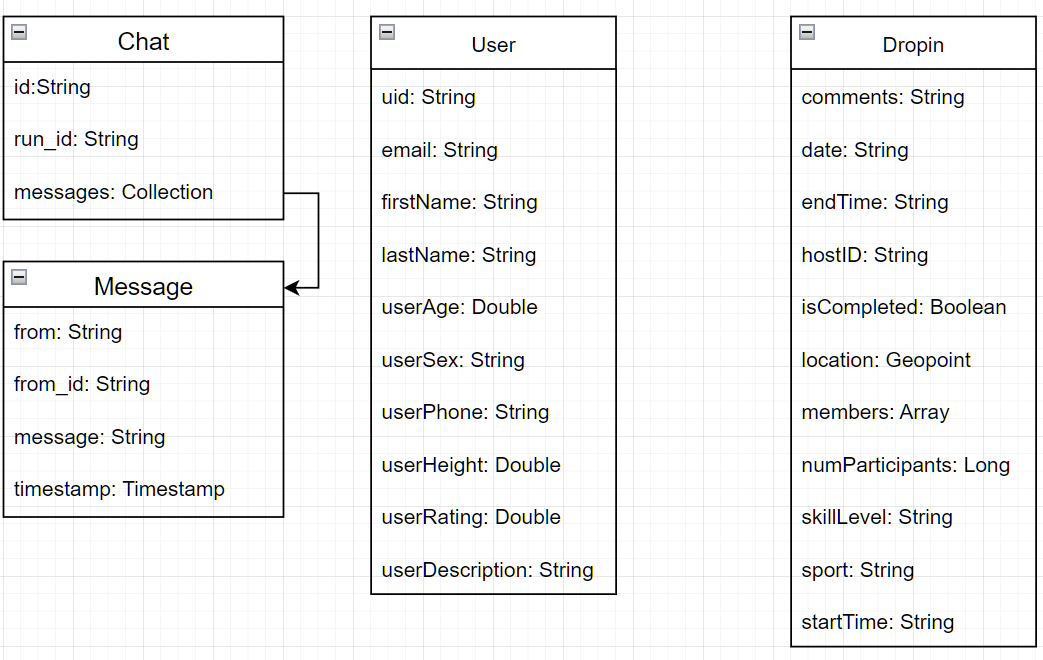 Chat
id:String
run_id: String
messages: Collection
Message
from: String
from_id: String
message: String
timestamp: Timestamp
User
uid: String
email: String
firstName: String
lastName: String
userAge: Double
userSex: String
userPhone: String
userHeight: Double
userRating: Double
userDescription: String
Dropin
comments: String
date: String
endTime: String
hostID: String
isCompleted: Boolean
location: Geopoint
members: Array
numParticipants: Long
skillLevel: String
sport: String
startTime: String